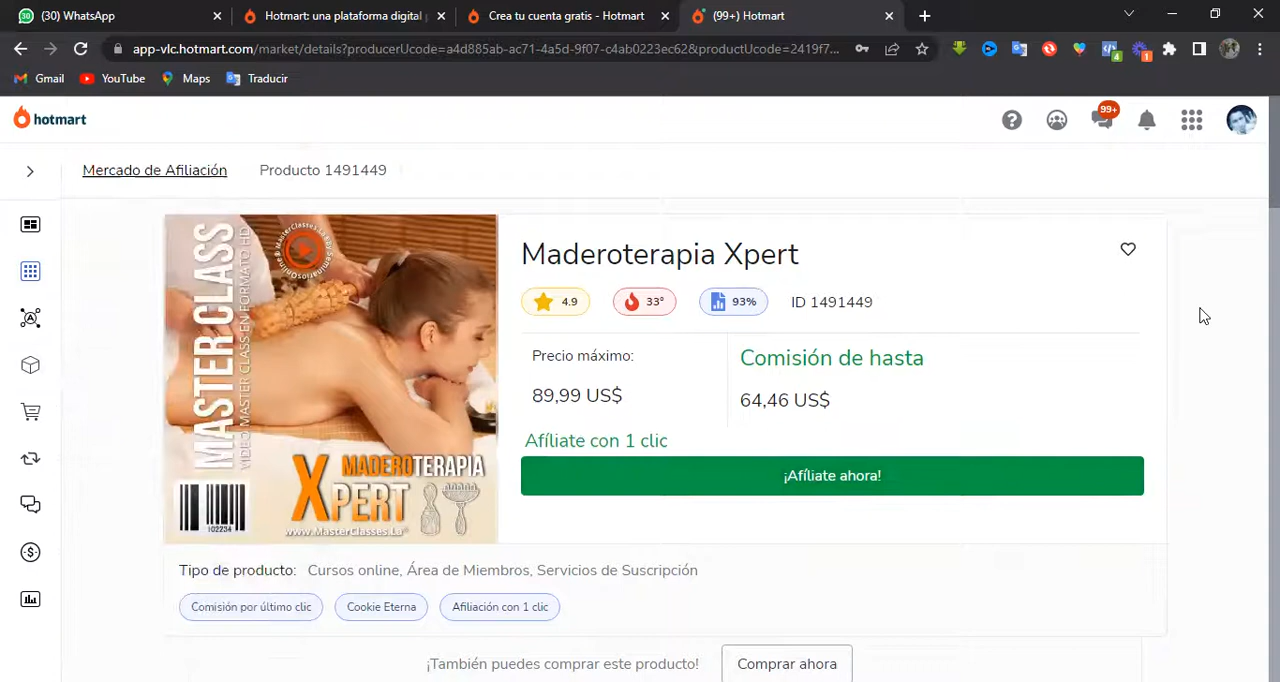 (30) WhatsApp
Hotmart: una plataforma digital p
Crea tu cuenta gratis - Hotmart
(99+) Hotmart
app-vlc.hotmart.com/market/details?producerUcode=a4d885ab-ac71-4a5d-9f07-c4ab0223ec62&productUcode=2419f7...
4
1
Gmail
YouTube
Maps
Traducir
hotmart
99+
Mercado de Afiliación
Producto 1491449
MASTER CLASS
VIDEO MASTER CLASS EN FORMATO HD
X MADEROTERAPIA
XPERT
www.MasterClasses.La
102234
Maderoterapia Xpert
4.9
33°
93%
ID 1491449
Precio máximo:
Comisión de hasta
89,99 US$
64,46 US$
Afíliate con 1 clic
¡Afíliate ahora!
Tipo de producto: Cursos online, Área de Miembros, Servicios de Suscripción
Comisión por último clic
Cookie Eterna
Afiliación con 1 clic
¡También puedes comprar este producto!
Comprar ahora